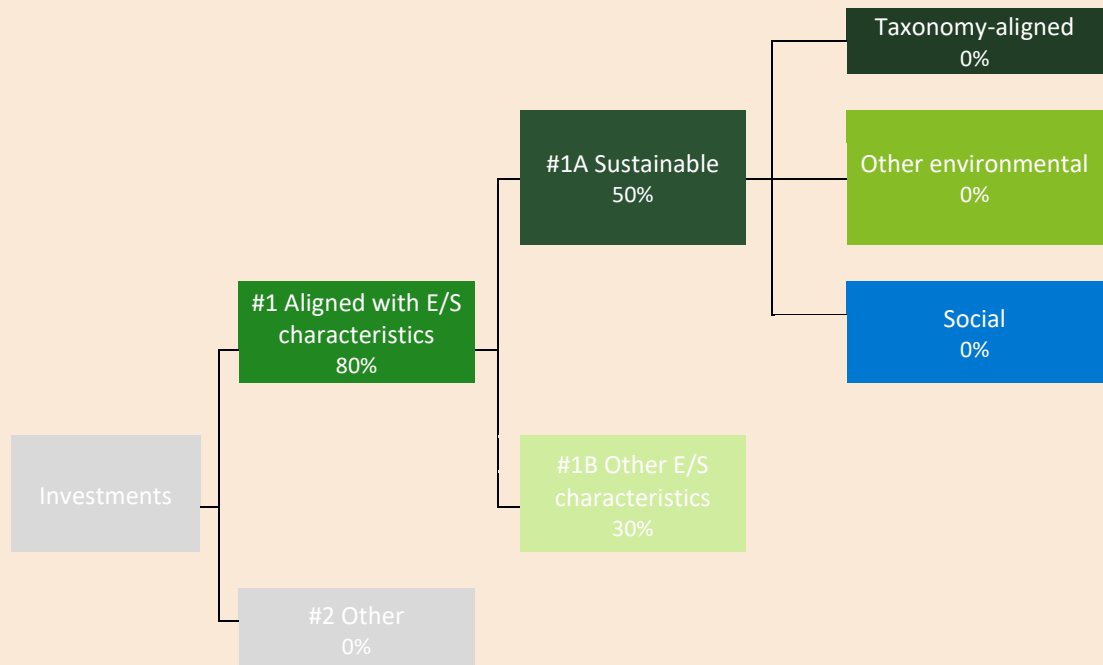 Taxonomy-aligned
0%
#1A Sustainable
50%
Other environmental
0%
#1 Aligned with E/S
characteristics
80%
Social
0%
Investments
#1B Other E/S
characteristics
30%
#2 Other
0%